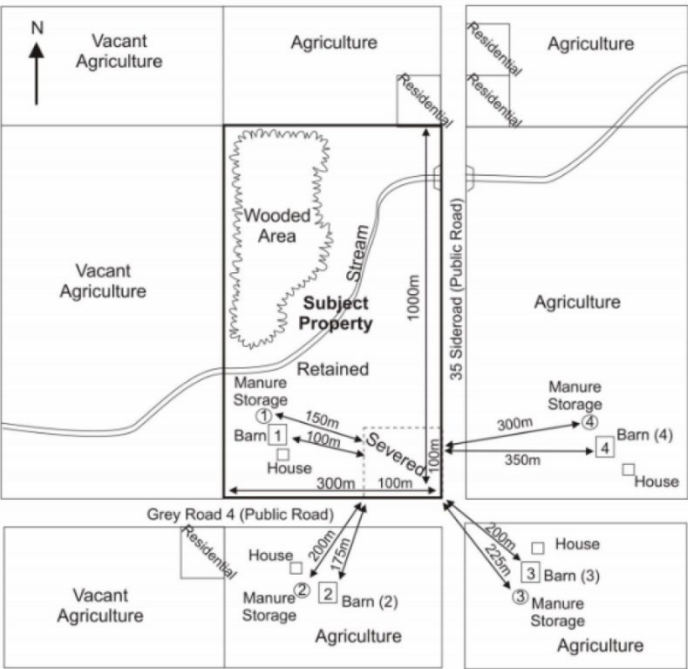 N
Vacant
Agriculture
Agriculture
Residential
Residential
Residential
Agriculture
Wooded
Area
Stream
1000m
35 Sideroad (Public Road)
Vacant
Agriculture
Subject
Property
Agriculture
Retained
Manure
Storage
1
150m
Barn
1
100m
House
Severed
100m
300m
100m
Manure
Storage
4
300m
350m
Barn (4)
4
House
Grey Road 4 (Public Road)
Residential
Vacant
Agriculture
House
200m
175m
Manure
Storage
2
2
Barn (2)
Agriculture
200m
225m
House
3
Barn (3)
3
Manure
Storage
Agriculture